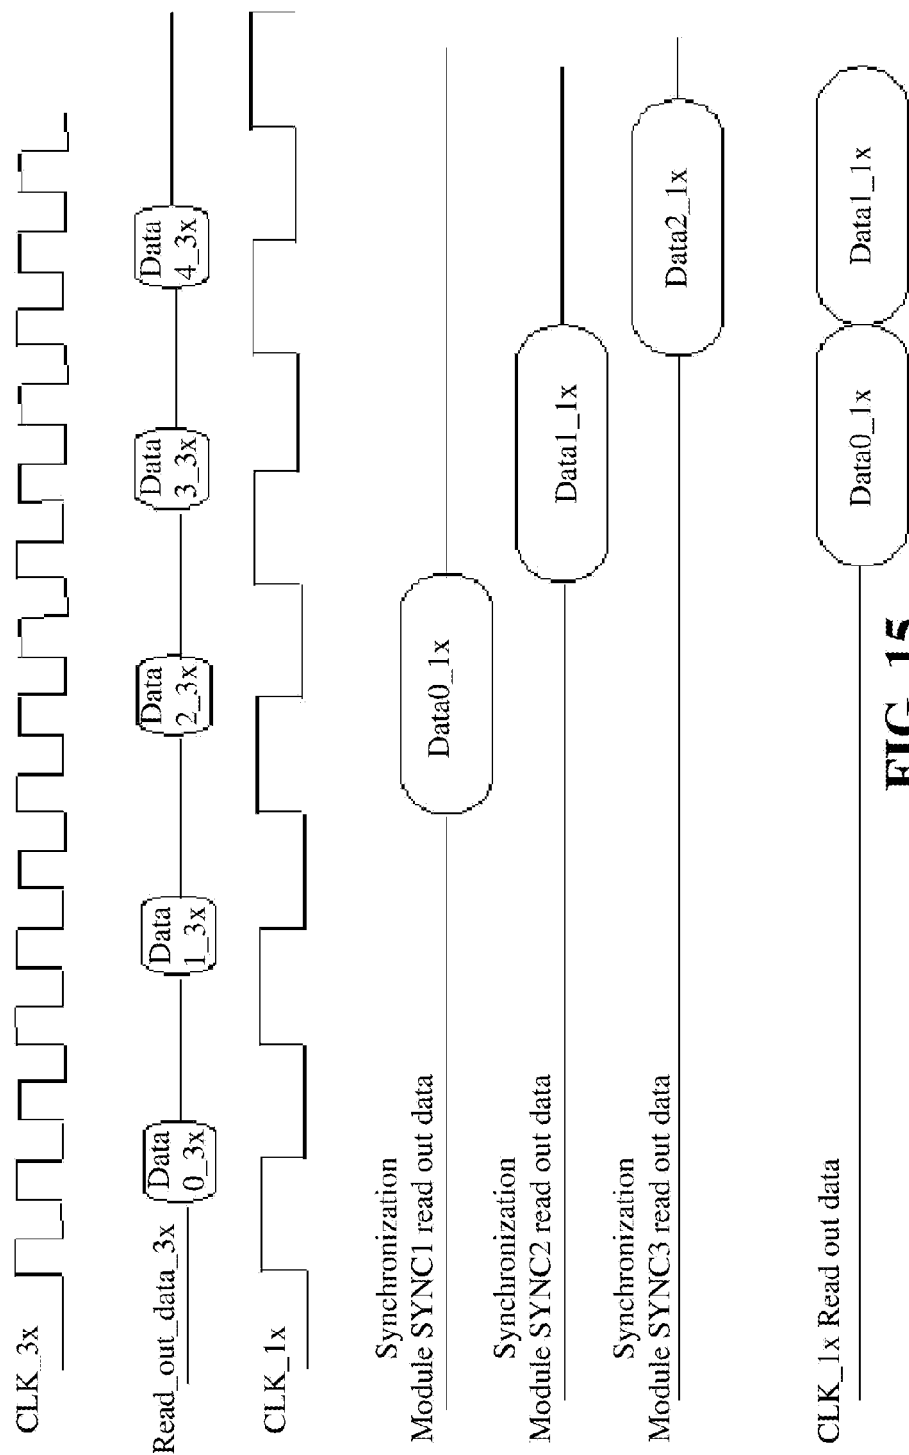 CLK_3x
Read_out_data_3x
Data
0_3x
Data
1_3x
Data
2_3x
Data
3_3x
Data
4_3x
CLK_1x
Synchronization
Module SYNC1 read out data
Data0_1x
Synchronization
Module SYNC2 read out data
Data1_1x
Synchronization
Module SYNC3 read out data
Data2_1x
CLK_1x Read out data
Data0_1x
Data1_1x
FIG. 15